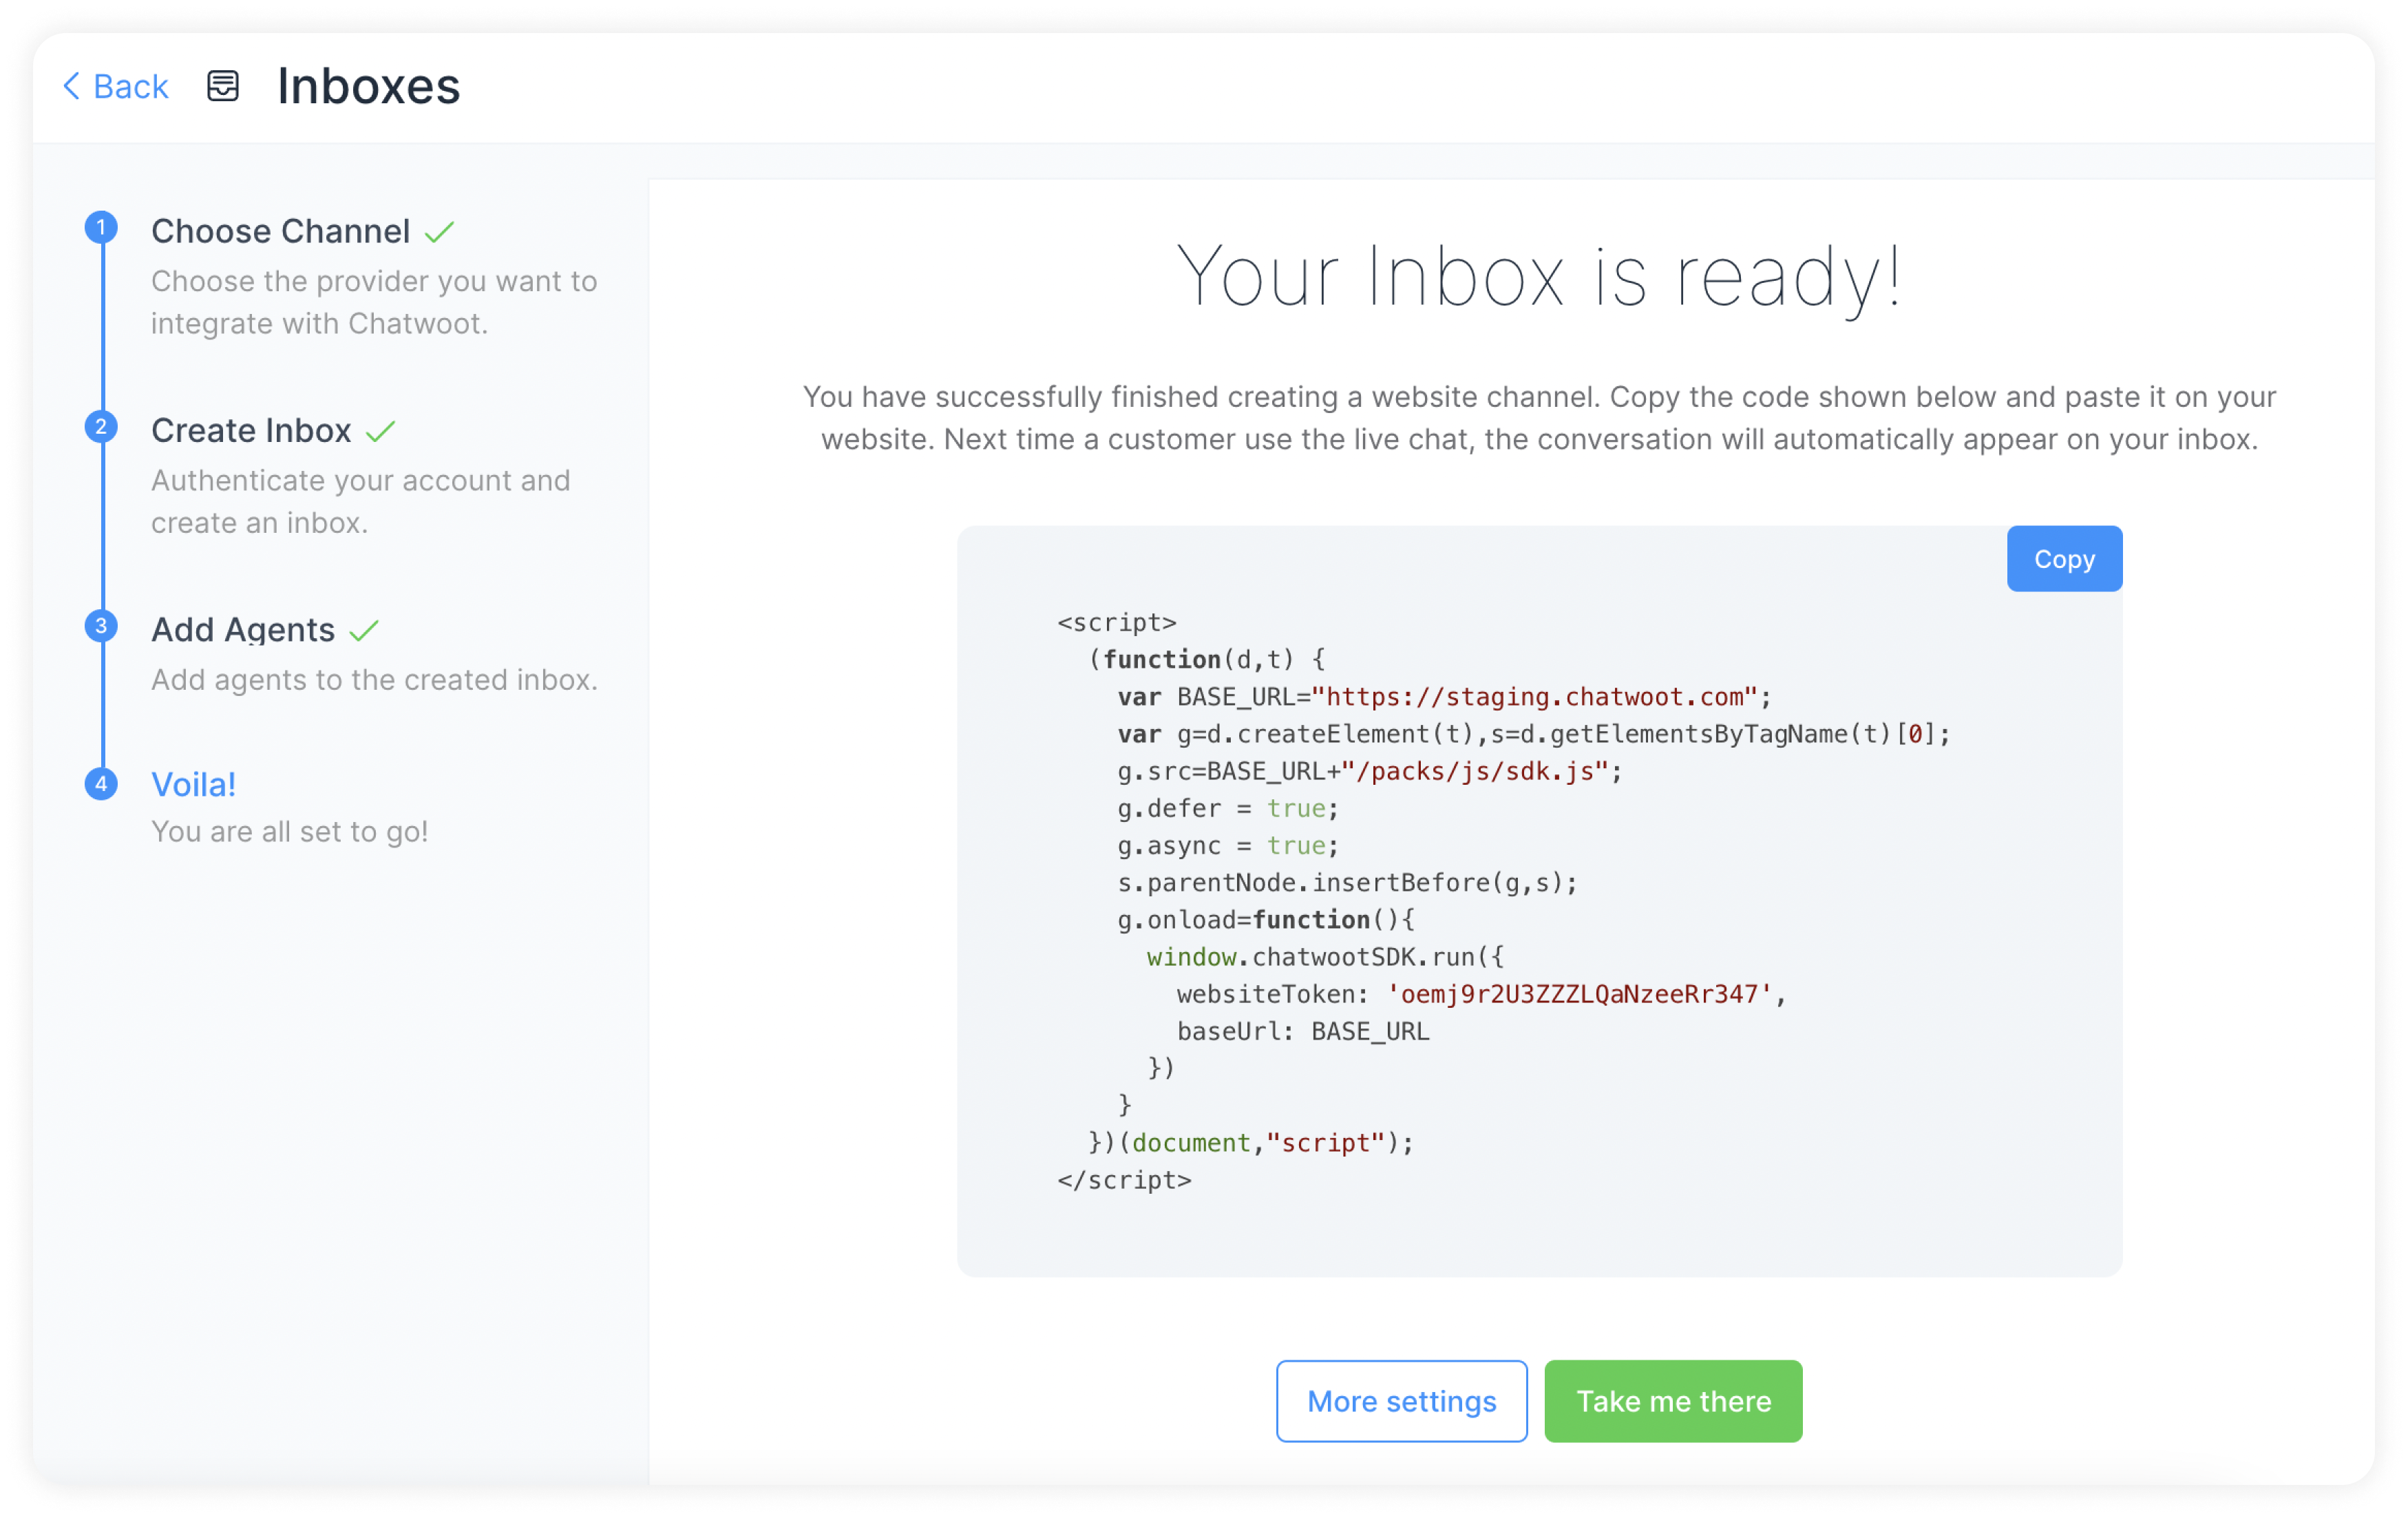 Back
Inboxes
1
Choose Channel
Choose the provider you want to
integrate with Chatwoot.
2
Create Inbox
Authenticate your account and
create an inbox.
3
Add Agents
Add agents to the created inbox.
4
Voila!
You are all set to go!
Your Inbox is ready!
You have successfully finished creating a website channel. Copy the code shown below and paste it on your
website. Next time a customer use the live chat, the conversation will automatically appear on your inbox.
Copy
<script>
  (function(d,t) {
    var BASE_URL="https://staging.chatwoot.com";
    var g=d.createElement(t),s=d.getElementsByTagName(t)[0];
    g.src=BASE_URL+"/packs/js/sdk.js";
    g.defer = true;
    g.async = true;
    s.parentNode.insertBefore(g,s);
    g.onload=function(){
      window.chatwootSDK.run({
        websiteToken: 'oemj9r2U3ZZZLQaNzeeRr347',
        baseUrl: BASE_URL
      })
    }
  })(document,"script");
</script>
More settings
Take me there